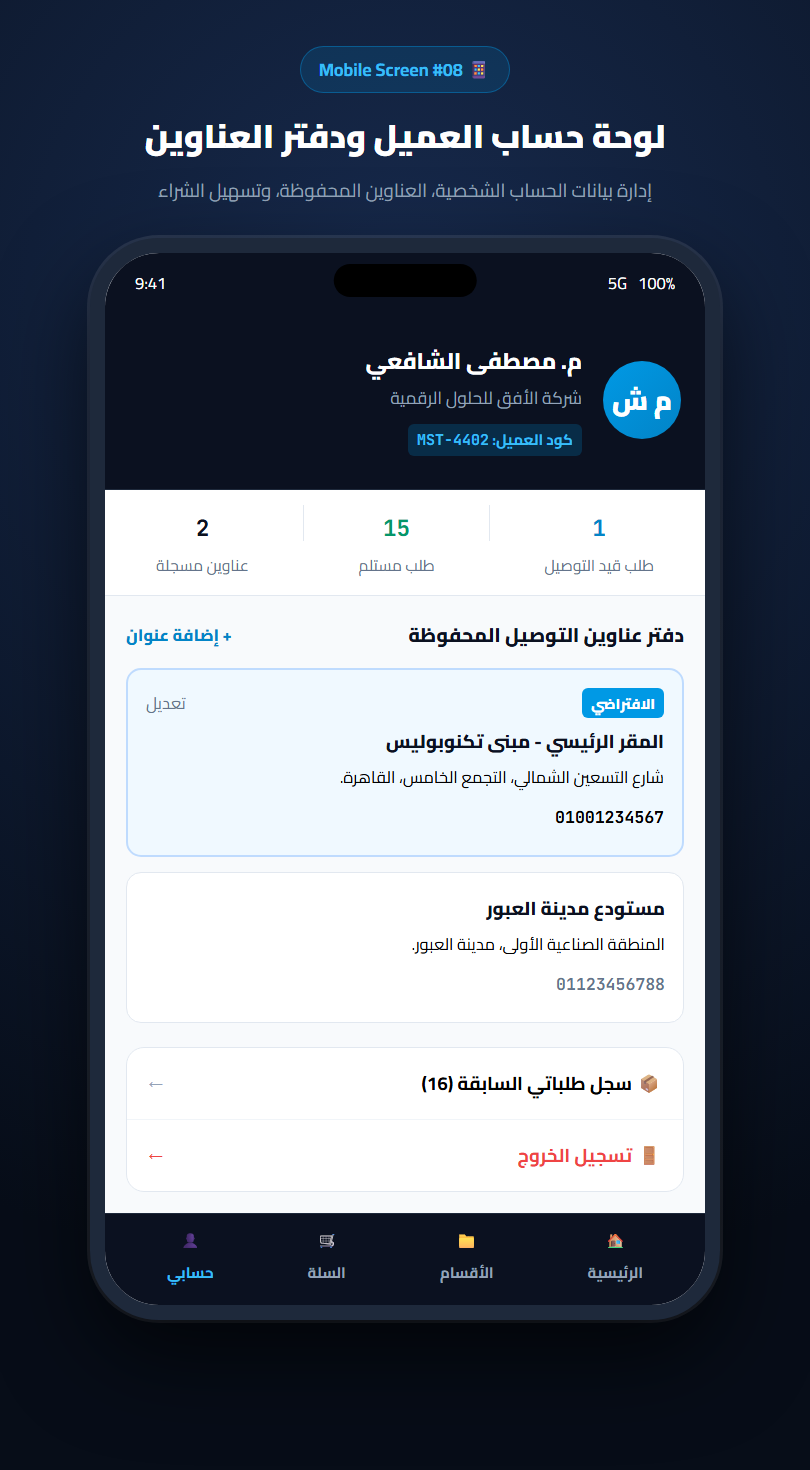 Mobile Screen #08
لوحة حساب العميل ودفتر العناوين
إدارة بيانات الحساب الشخصية، العناوين المحفوظة، وتسهيل الشراء
9:41
5G 100%
م ش
م. مصطفى الشافعي
شركة الأفق للحلول الرقمية
كود العميل: MST-4402
1
طلب قيد التوصيل
15
طلب مستلم
2
عناوين مسجلة
دفتر عناوين التوصيل المحفوظة
+ إضافة عنوان
الافتراضي
تعديل
المقر الرئيسي - مبنى تكنوبوليس
شارع التسعين الشمالي، التجمع الخامس، القاهرة.
01001234567
مستودع مدينة العبور
المنطقة الصناعية الأولى، مدينة العبور.
01123456788
سجل طلباتي السابقة (16) ←
تسجيل الخروج ←
الرئيسية
الأقسام
السلة
حسابي